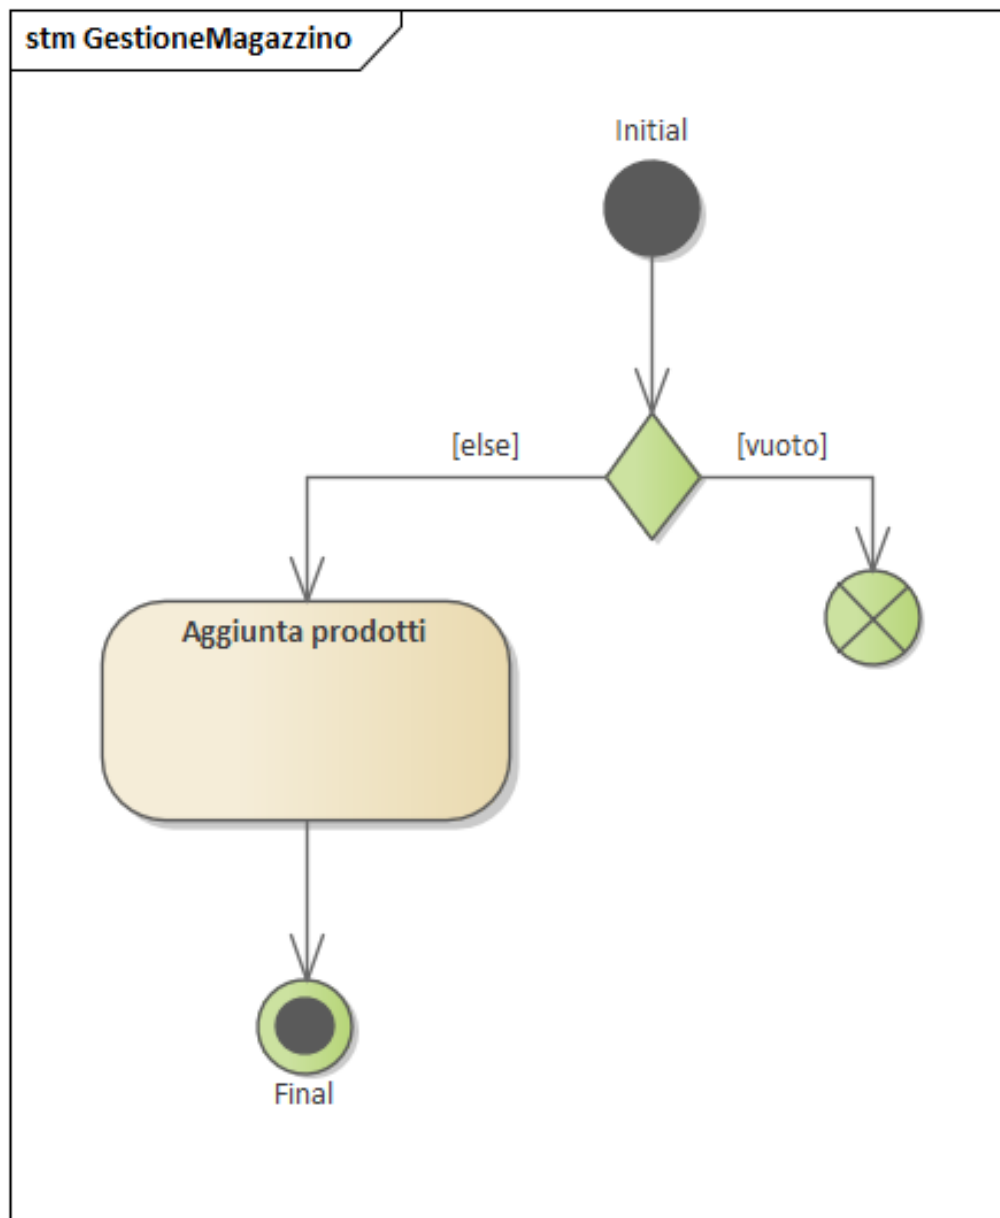 stm GestioneMagazzino
Initial
[else]
[vuoto]
Aggiunta prodotti
Final